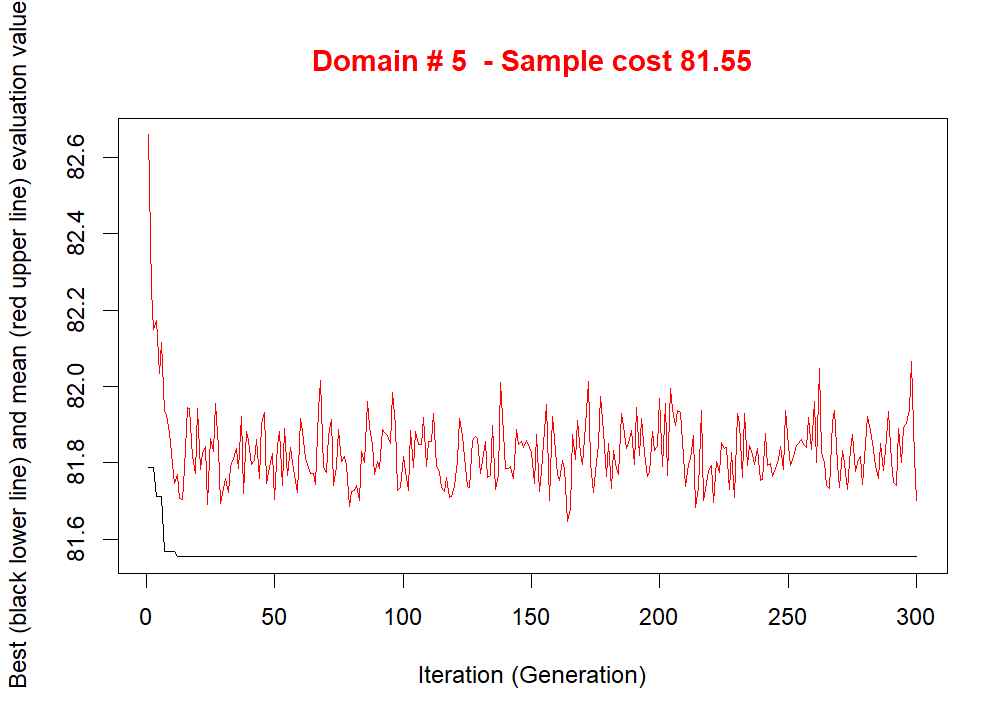 Domain # 5  - Sample cost 81.55
Best (black lower line) and mean (red upper line) evaluation value
82.6
82.4
82.2
82.0
81.8
81.6
0 50 100 150 200 250 300
Iteration (Generation)